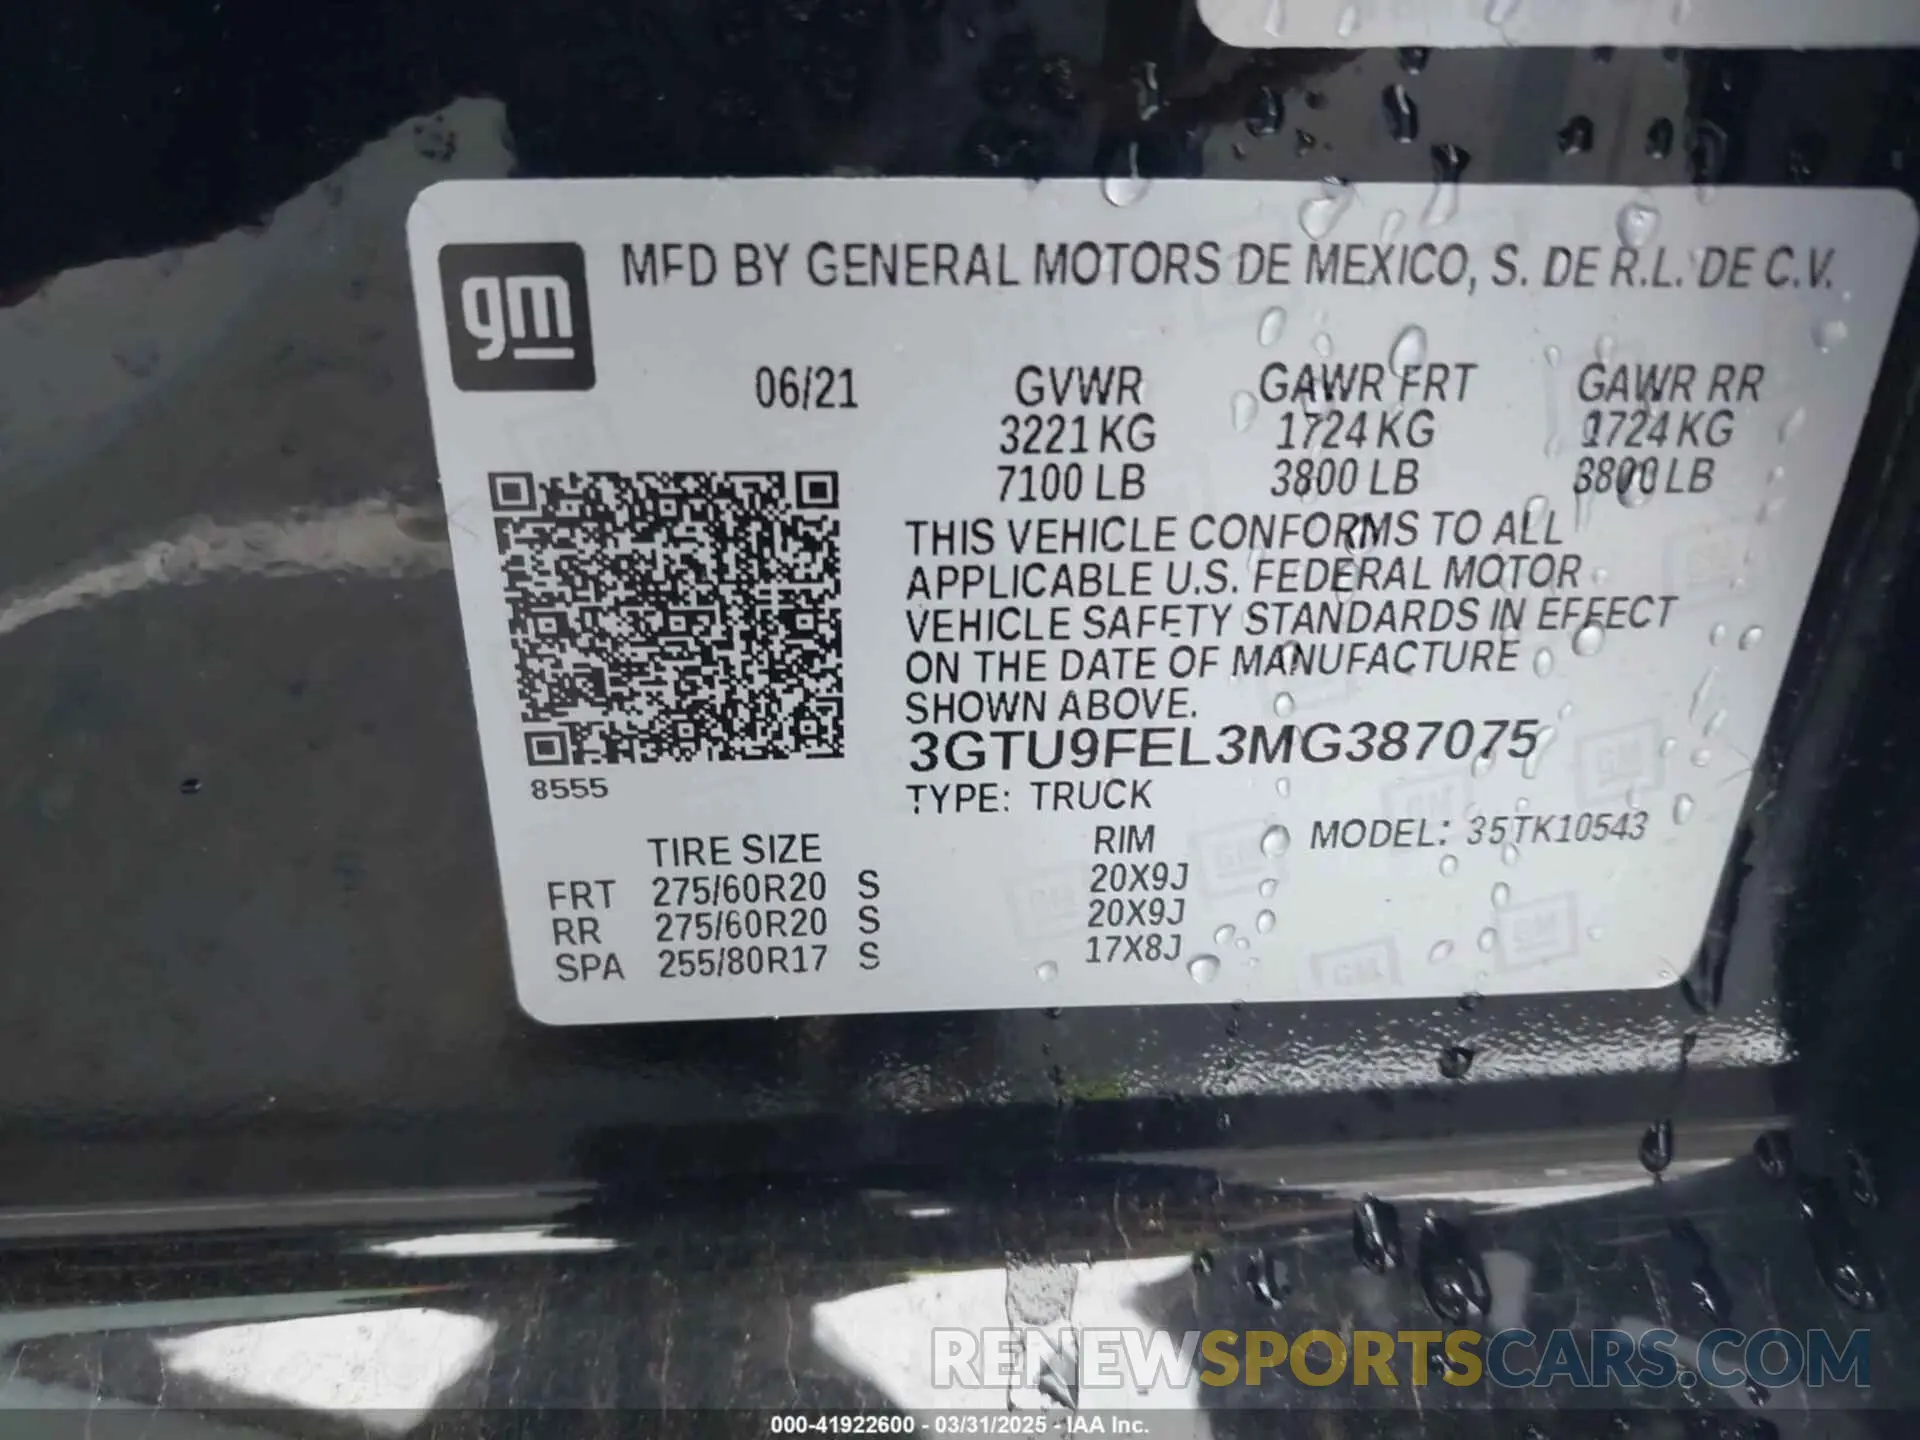 gm
MFD BY GENERAL MOTORS DE MEXICO, S. DE R.L. DE C.V.
06/21 GVWR GAWR FRT GAWR RR
3221 KG 1724 KG 1724 KG
7100 LB 3800 LB 3800 LB
THIS VEHICLE CONFORMS TO ALL
APPLICABLE U.S. FEDERAL MOTOR
VEHICLE SAFETY STANDARDS IN EFFECT
ON THE DATE OF MANUFACTURE
SHOWN ABOVE.
3GTU9FEL3MG387075
8555
TYPE: TRUCK
TIRE SIZE RIM MODEL: 35TK10543
FRT 275/60R20 S 20X9J
RR 275/60R20 S 20X9J
SPA 255/80R17 S 17X8J
RENEWSPORTSCARS.COM
000-41922600 - 03/31/2025 - IAA Inc.